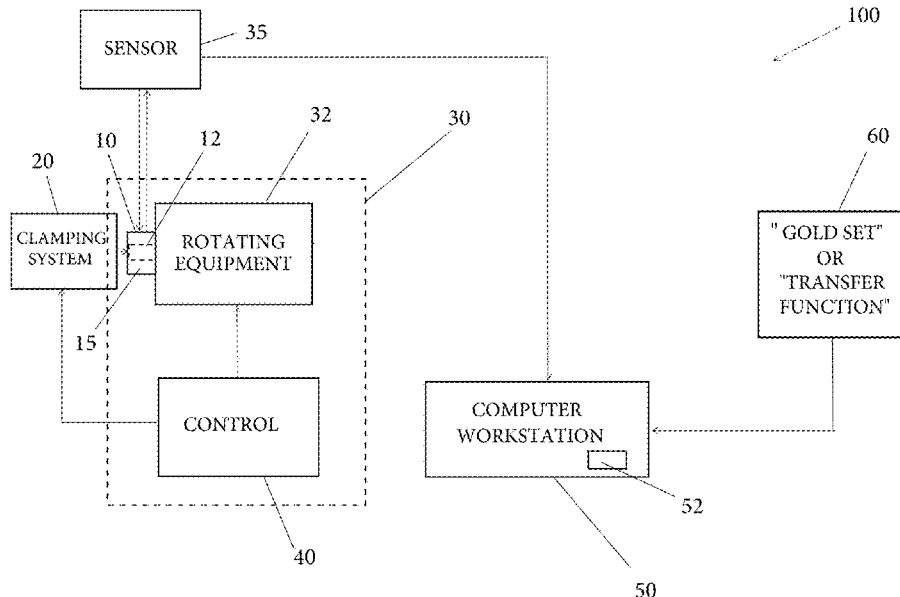 100
SENSOR
35
10
12
32
30
20
60
CLAMPING
SYSTEM
ROTATING
EQUIPMENT
" GOLD SET"
OR
"TRANSFER
FUNCTION"
15
CONTROL
COMPUTER
WORKSTATION
52
40
50